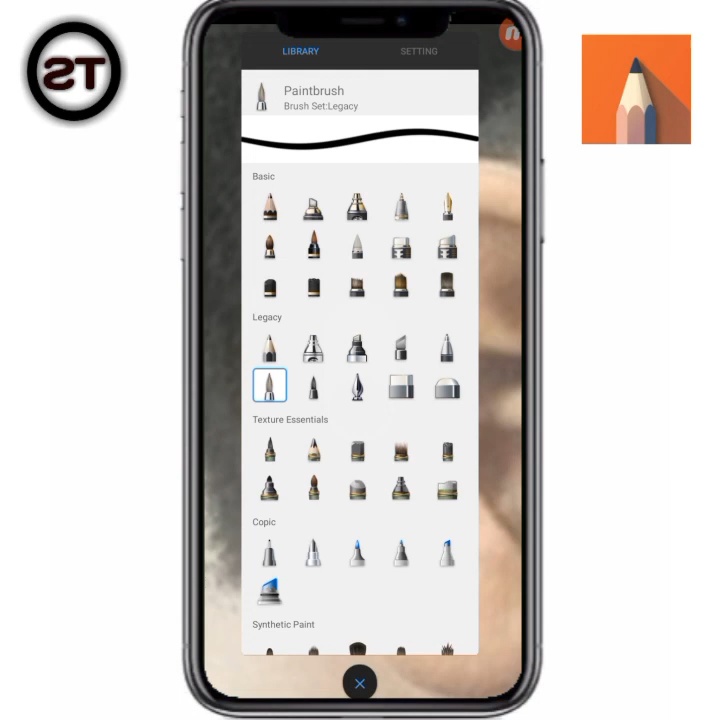 LIBRARY
SETTING
Paintbrush
Brush Set:Legacy
Basic
Legacy
Texture Essentials
Copic
Synthetic Paint